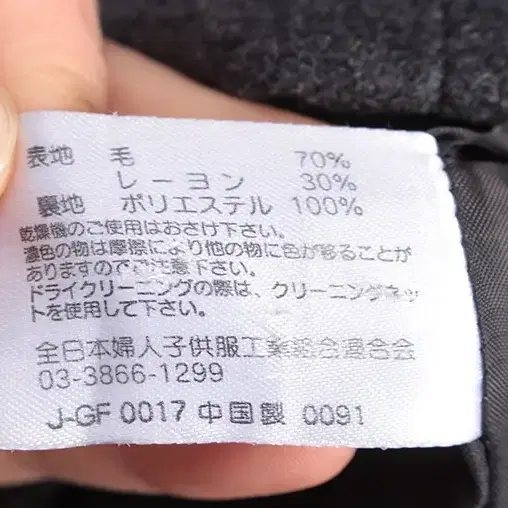 表地 毛 70%
レーヨン 30%
裏地 ポリエステル 100%
乾燥機のご使用はおさけ下さい。
濃色の物は摩擦により他の物に色が移ることが
ありますのでご注意下さい。
ドライクリーニングの際は、クリーニングネッ
トを使用して下さい。
全日本婦人子供服工業組合連合会
03-3866-1299
J-GF 0017 中国製 0091